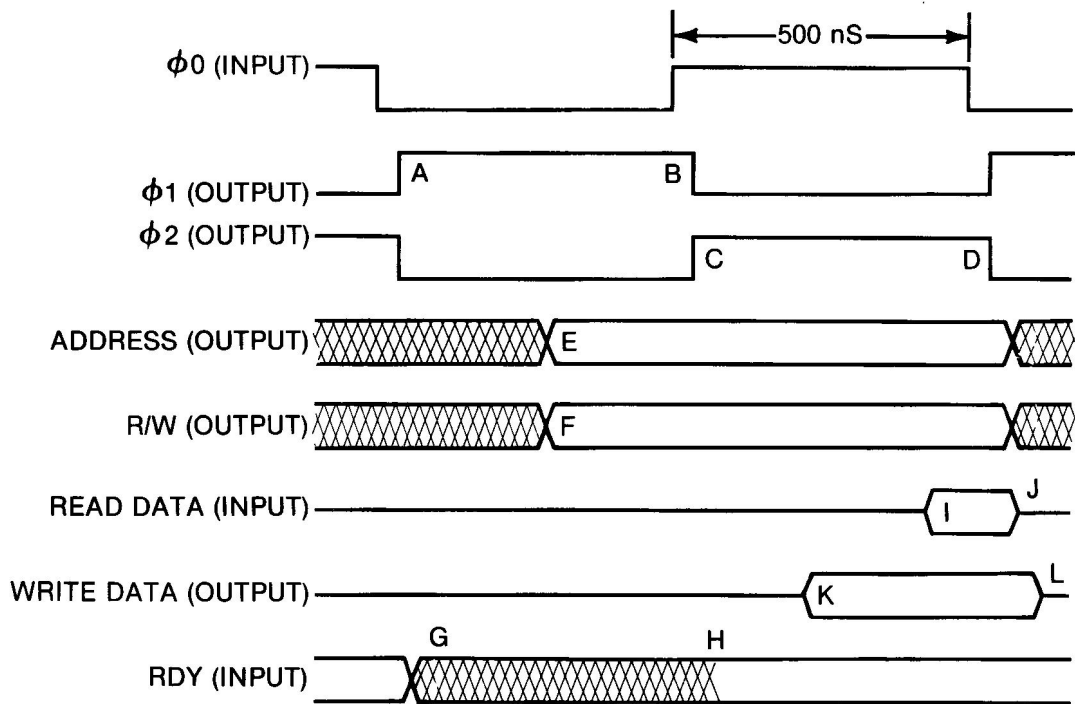 500 nS
ϕ0 (INPUT)
A B
ϕ1 (OUTPUT)
ϕ2 (OUTPUT)
C D
ADDRESS (OUTPUT) E
R/W (OUTPUT) F
READ DATA (INPUT) I J
WRITE DATA (OUTPUT) K L
G H
RDY (INPUT)